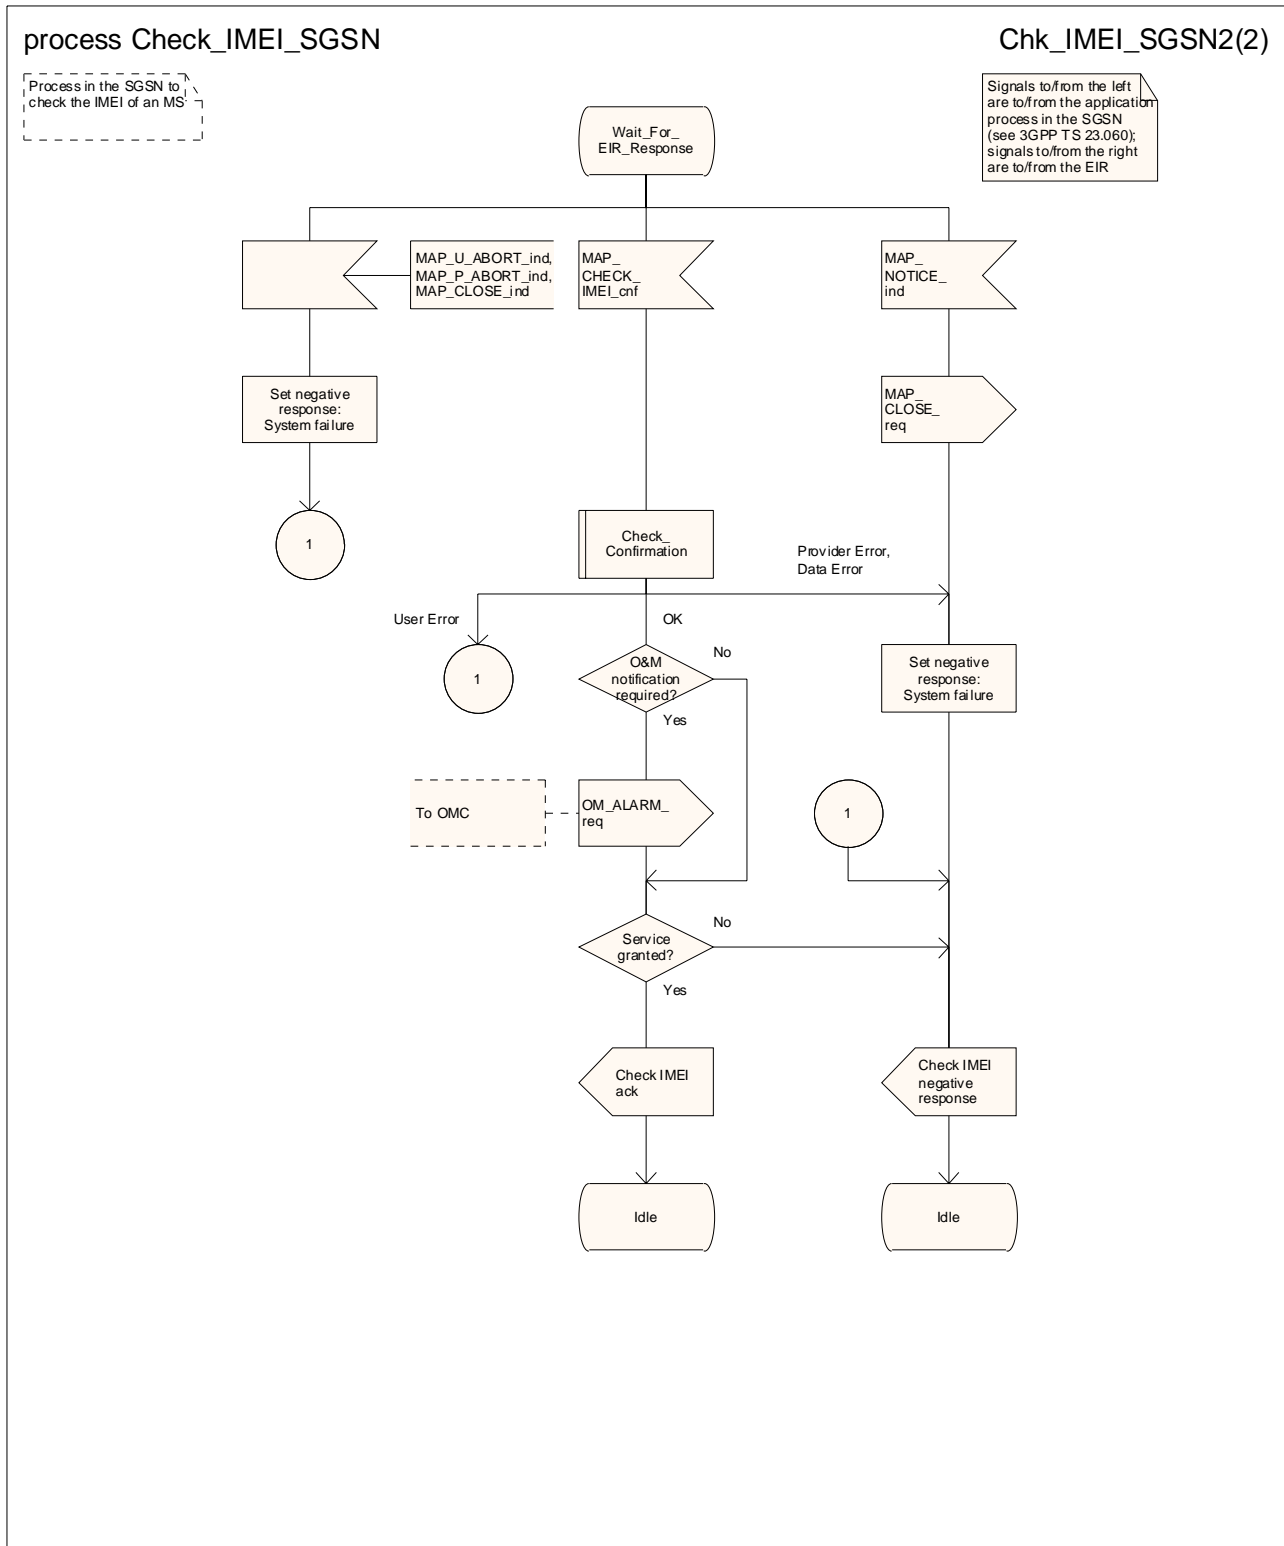 process Check_IMEI_SGSN
Chk_IMEI_SGSN2(2)
Process in the SGSN to
check the IMEI of an MS
Signals to/from the left
are to/from the application
process in the SGSN
(see 3GPP TS 23.060);
signals to/from the right
are to/from the EIR
Wait_For_
EIR_Response
MAP_U_ABORT_ind,
MAP_P_ABORT_ind,
MAP_CLOSE_ind
MAP_
CHECK_
IMEI_cnf
MAP_
NOTICE_
ind
Set negative
response:
System failure
MAP_
CLOSE_
req
1
Check_
Confirmation
Provider Error,
Data Error
User Error
OK
1
O&M
notification
required?
No
Yes
Set negative
response:
System failure
To OMC
OM_ALARM_
req
1
Service
granted?
No
Yes
Check IMEI
ack
Check IMEI
negative
response
Idle
Idle